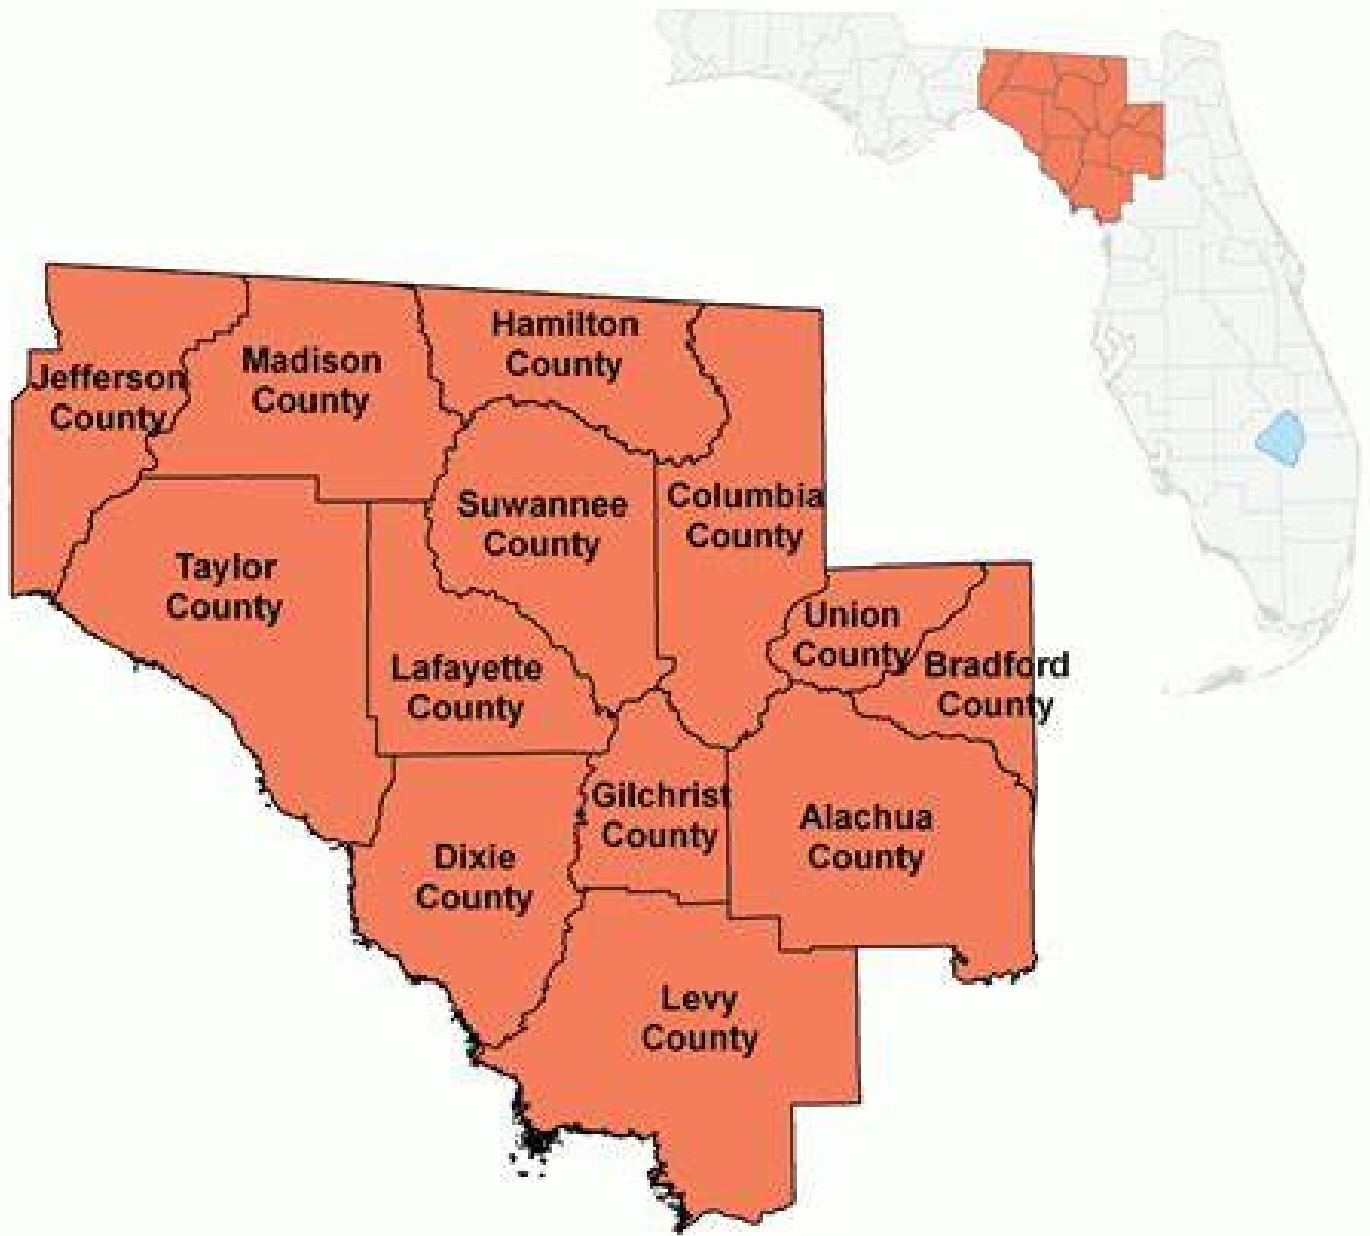 Hamilton
County
Madison
County
Jefferson
County
Suwannee
County
Columbia
County
Taylor
County
Union
County
Lafayette
County
Bradford
County
Gilchrist
County
Alachua
County
Dixie
County
Levy
County